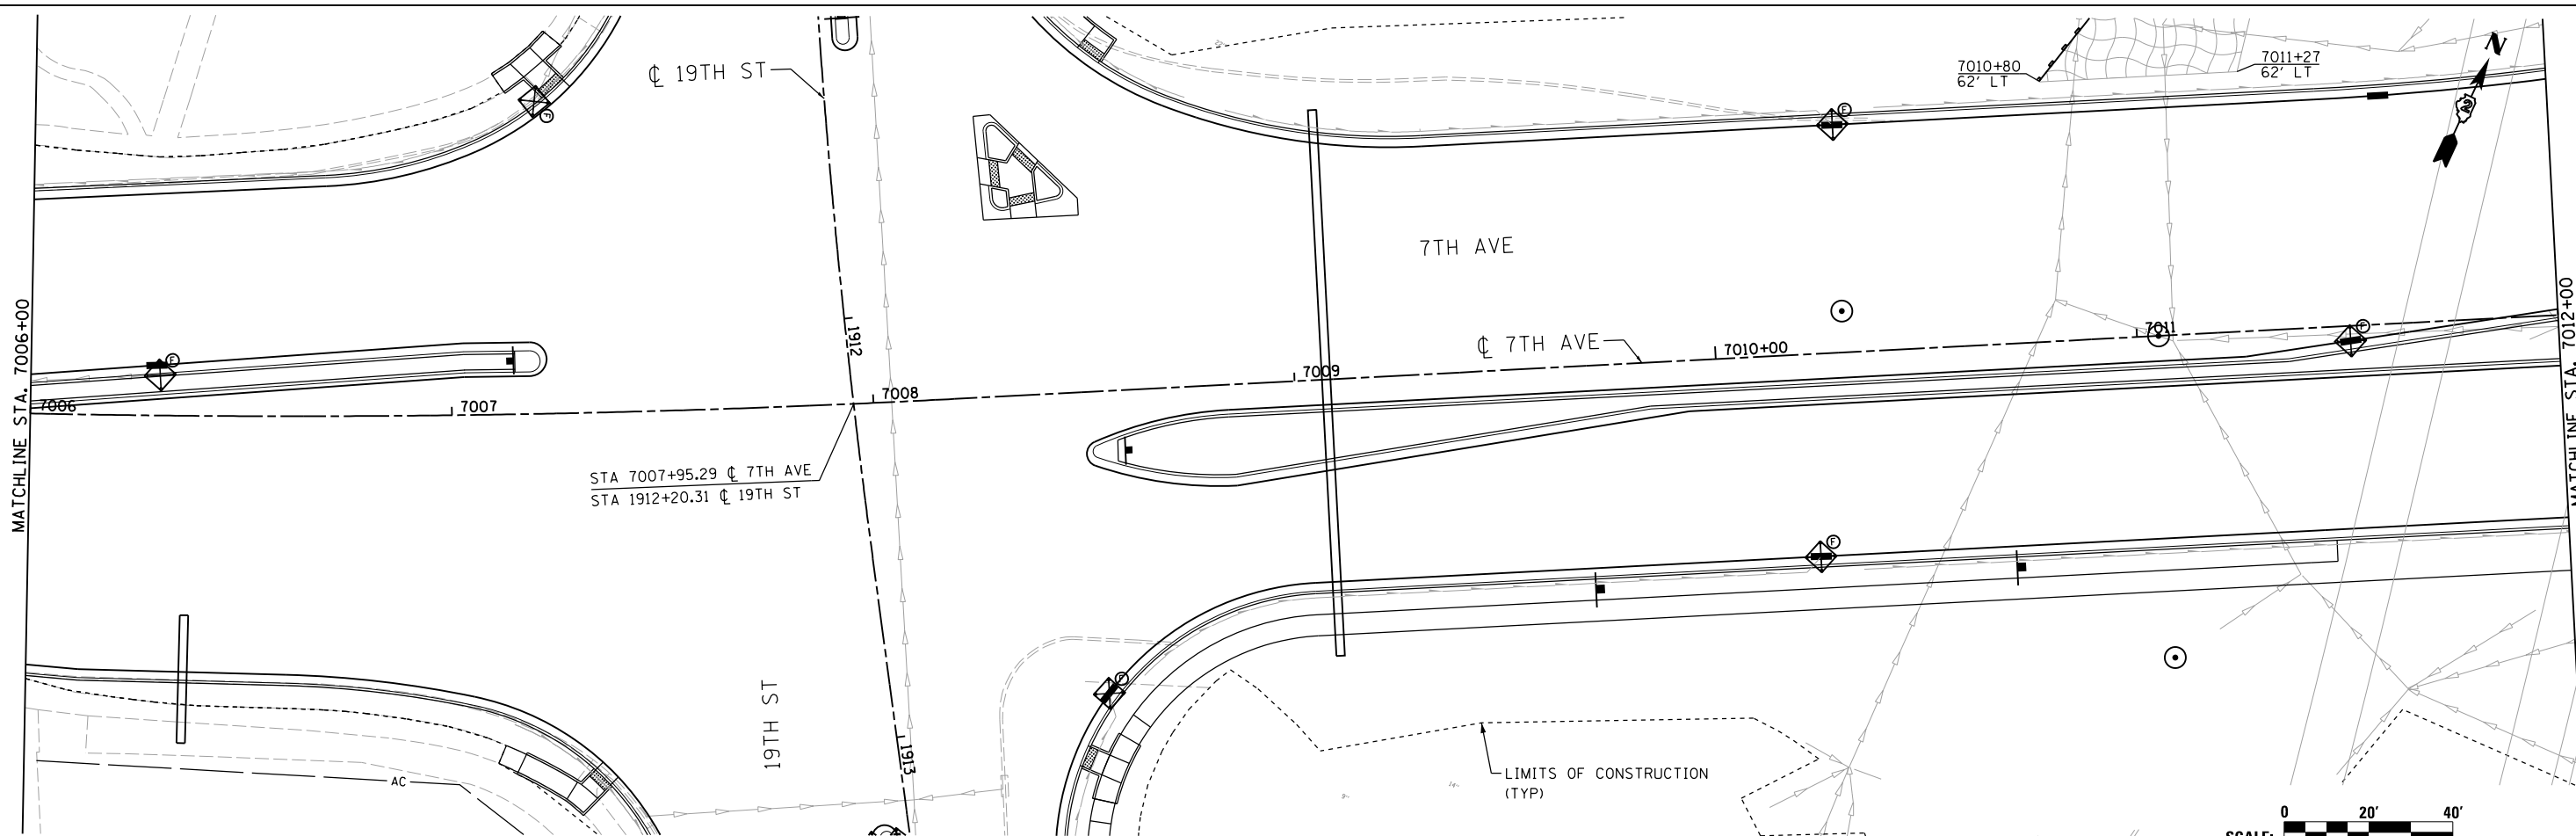 ℄ 19TH ST
7010+80
62' LT
7011+27
62' LT
N
2
F
F
7TH AVE
MATCHLINE STA. 7006+00
MATCHLINE STA. 7012+00
1912
℄ 7TH AVE
7011
7010+00
7009
F
F
7008
7006
7007
STA 7007+95.29 ℄ 7TH AVE
STA 1912+20.31 ℄ 19TH ST
F
F
19TH ST
1913
AC
LIMITS OF CONSTRUCTION
(TYP)
0 20' 40'
SCALE: